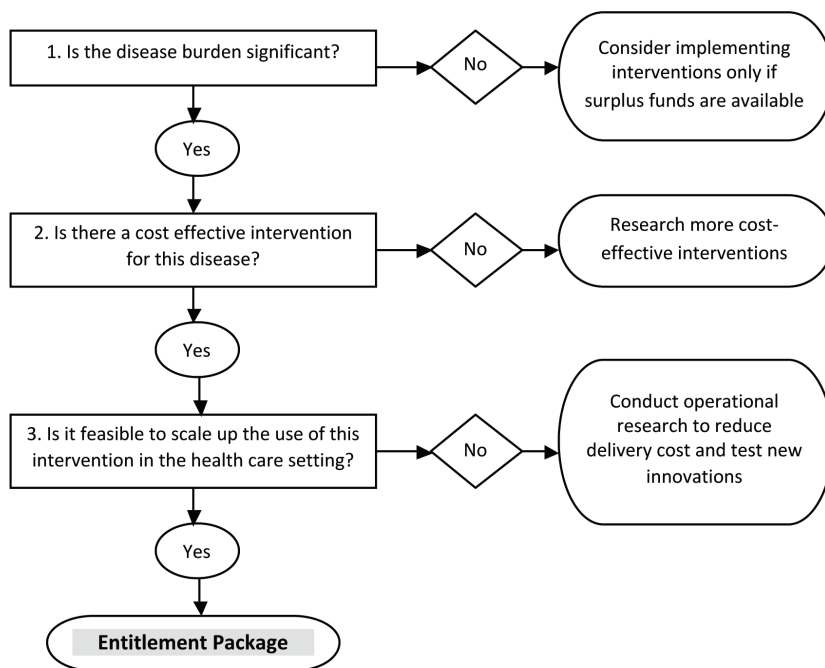 1. Is the disease burden significant?
No
Consider implementing
interventions only if
surplus funds are available
Yes
2. Is there a cost effective intervention
for this disease?
No
Research more cost-
effective interventions
Yes
3. Is it feasible to scale up the use of this
intervention in the health care setting?
No
Conduct operational
research to reduce
delivery cost and test new
innovations
Yes
Entitlement Package